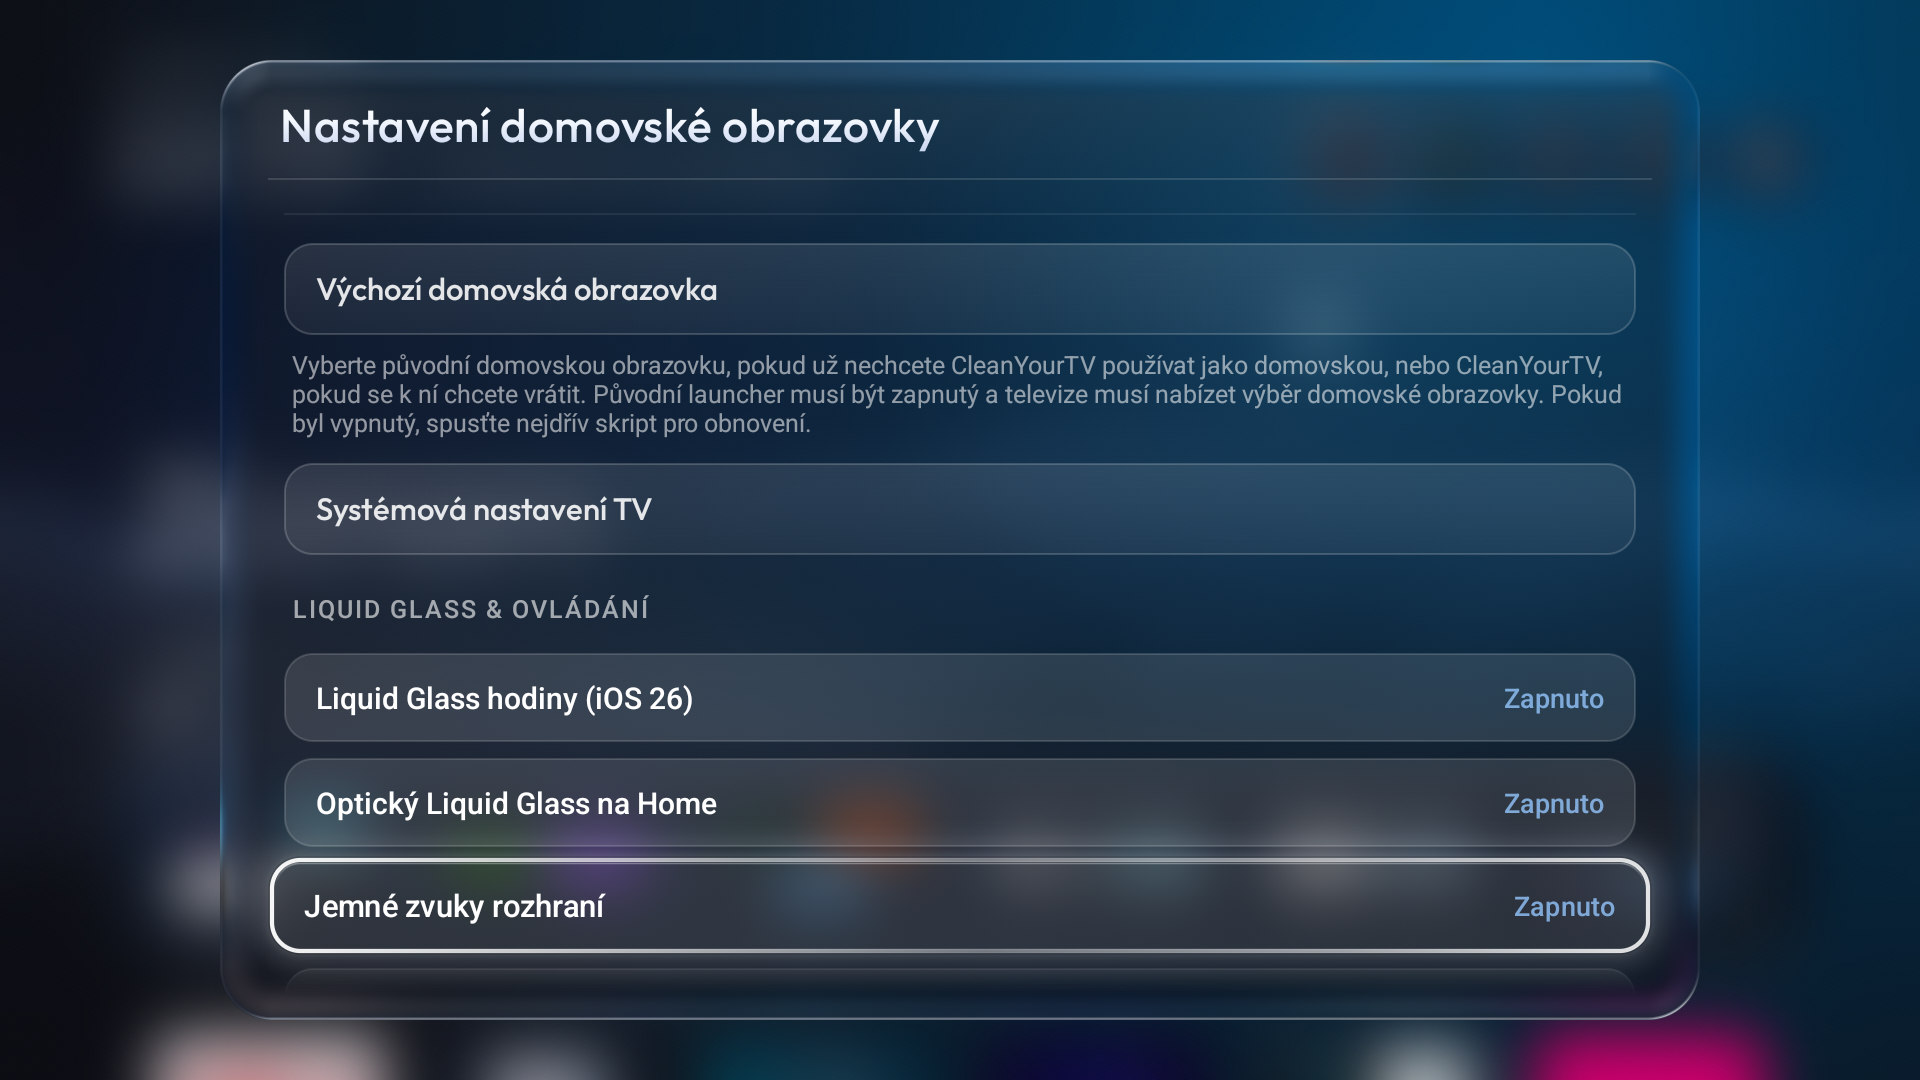 Nastavení domovské obrazovky
Výchozí domovská obrazovka
Vyberte původní domovskou obrazovku, pokud už nechcete CleanYourTV používat jako domovskou, nebo CleanYourTV,
pokud se k ní chcete vrátit. Původní launcher musí být zapnutý a televize musí nabízet výběr domovské obrazovky. Pokud
byl vypnutý, spusťte nejdřív skript pro obnovení.
Systémová nastavení TV
LIQUID GLASS & OVLÁDÁNÍ
Liquid Glass hodiny (iOS 26) Zapnuto
Optický Liquid Glass na Home Zapnuto
Jemné zvuky rozhraní Zapnuto